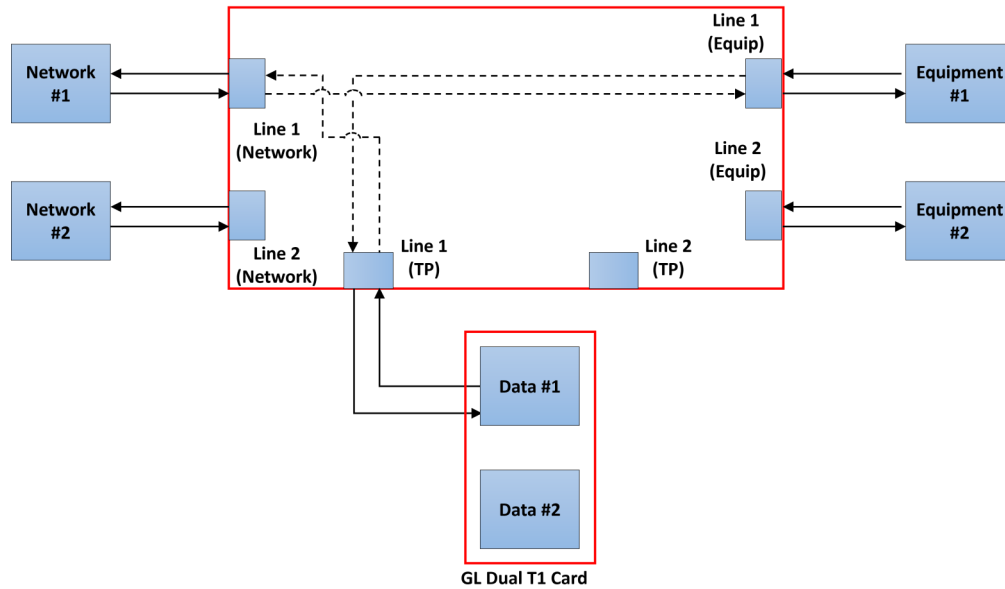 Line 1
(Equip)
Network
#1
Equipment
#1
Line 1
(Network)
Line 2
(Equip)
Network
#2
Equipment
#2
Line 2
(Network)
Line 1
(TP)
Line 2
(TP)
Data #1
Data #2
GL Dual T1 Card